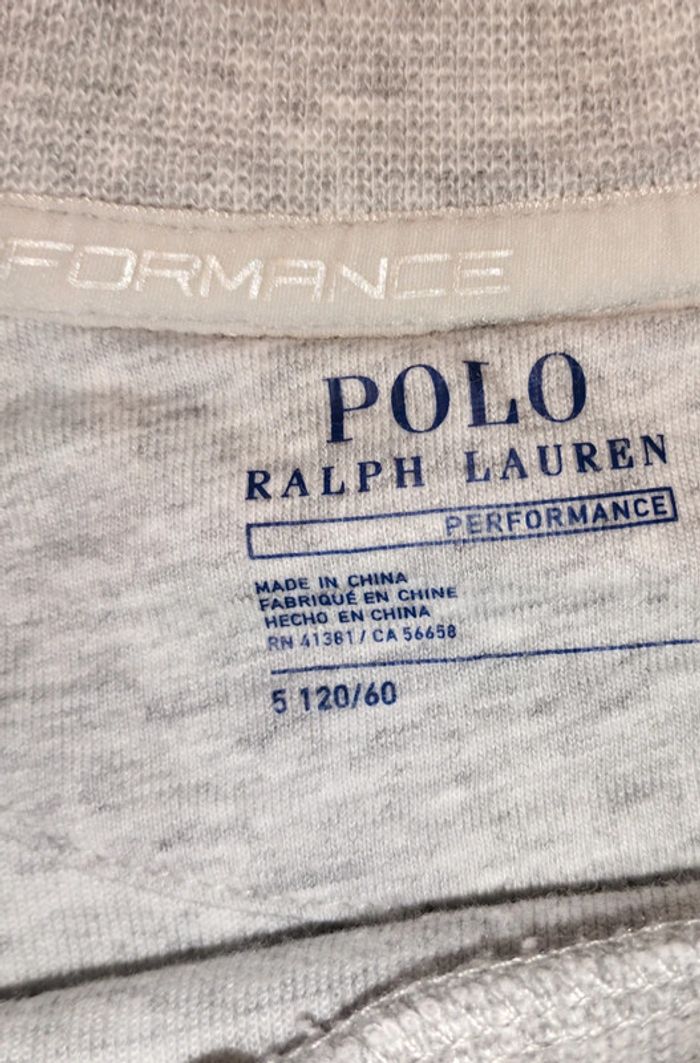 FORMANCE
POLO
RALPH LAUREN
PERFORMANCE
MADE IN CHINA
FABRIQUÉ EN CHINE
HECHO EN CHINA
RN 41381 / CA 56658
5 120/60